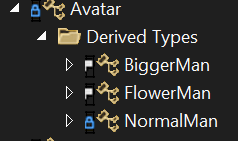 Avatar
Derived Types
BiggerMan
FlowerMan
NormalMan